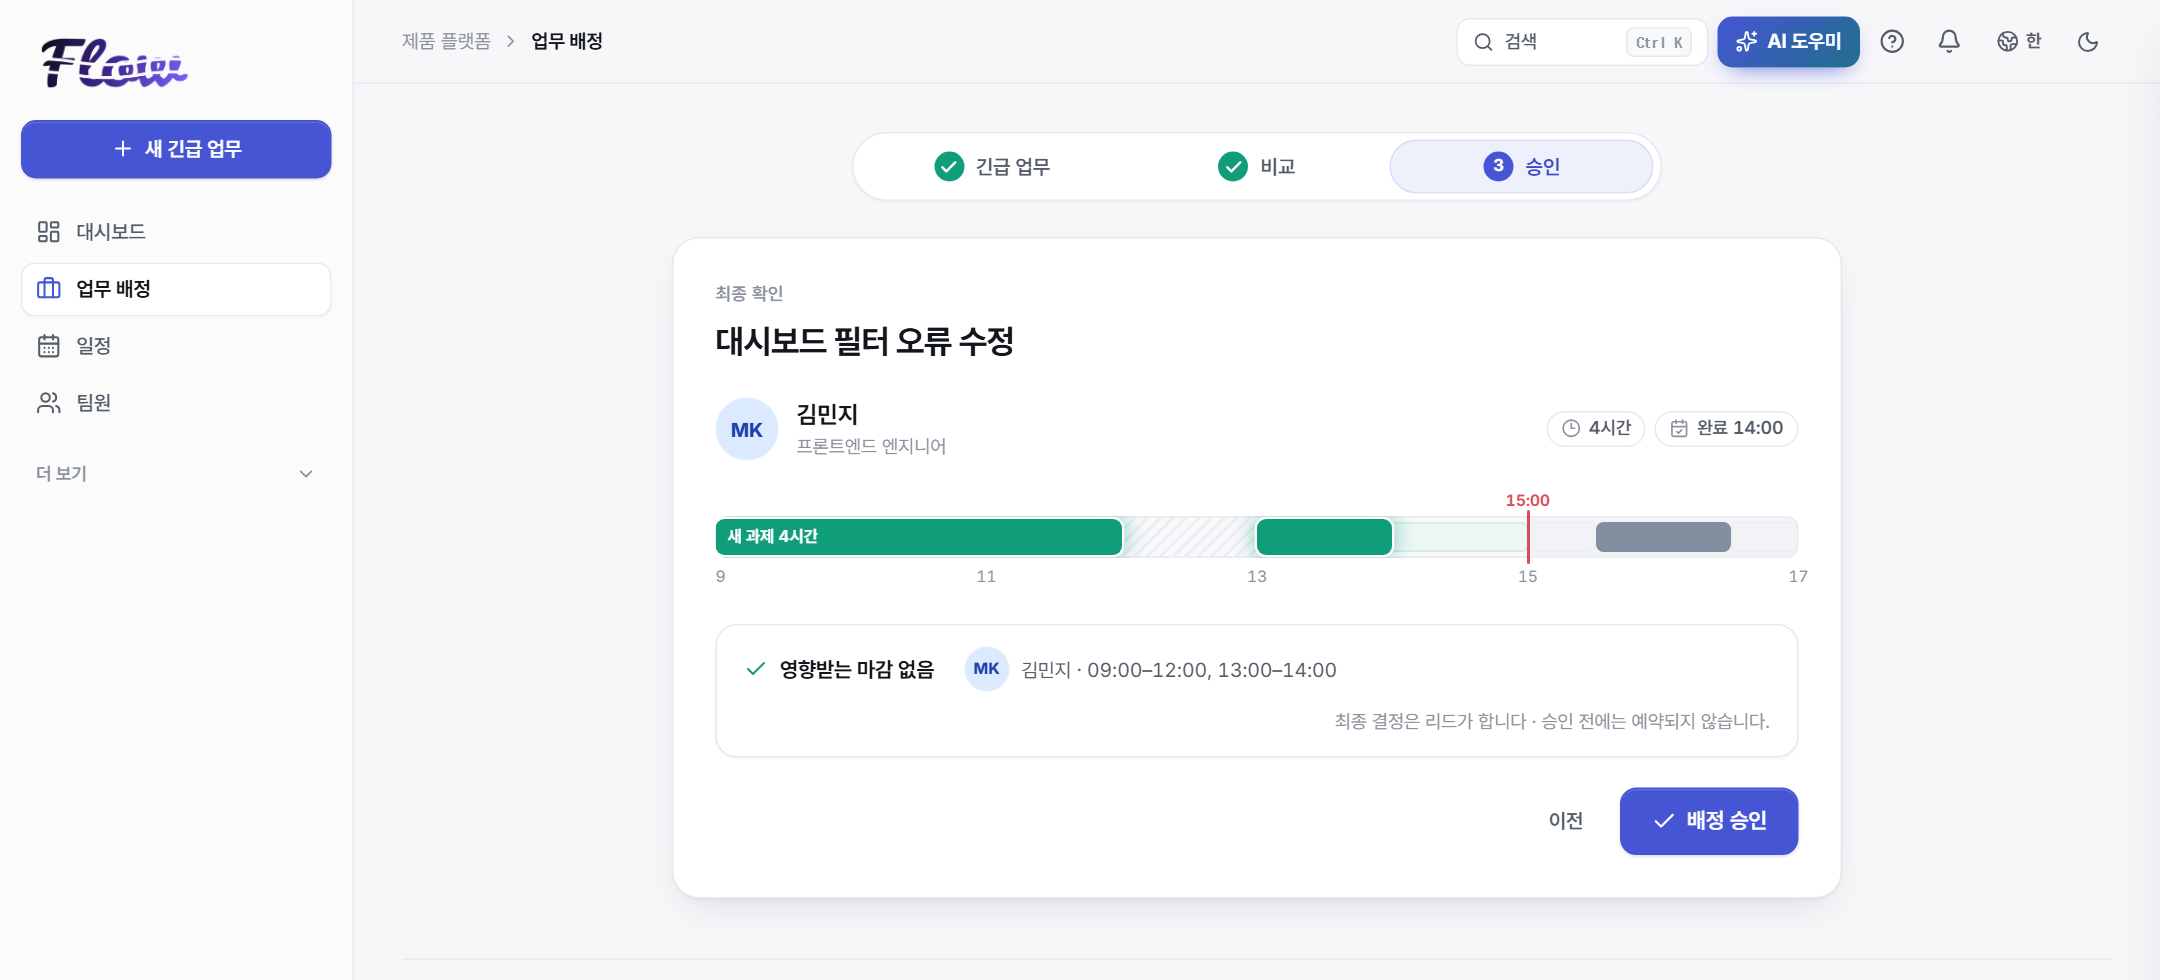 Flow
제품 플랫폼 > 업무 배정
검색 Ctrl K
AI 도우미
한
새 긴급 업무
대시보드
업무 배정
일정
팀원
더 보기
긴급 업무
비교
3 승인
최종 확인
대시보드 필터 오류 수정
MK
김민지
프론트엔드 엔지니어
4시간
완료 14:00
15:00
새 과제 4시간
9 11 13 15 17
영향받는 마감 없음
MK 김민지 · 09:00–12:00, 13:00–14:00
최종 결정은 리드가 합니다 · 승인 전에는 예약되지 않습니다.
이전
배정 승인